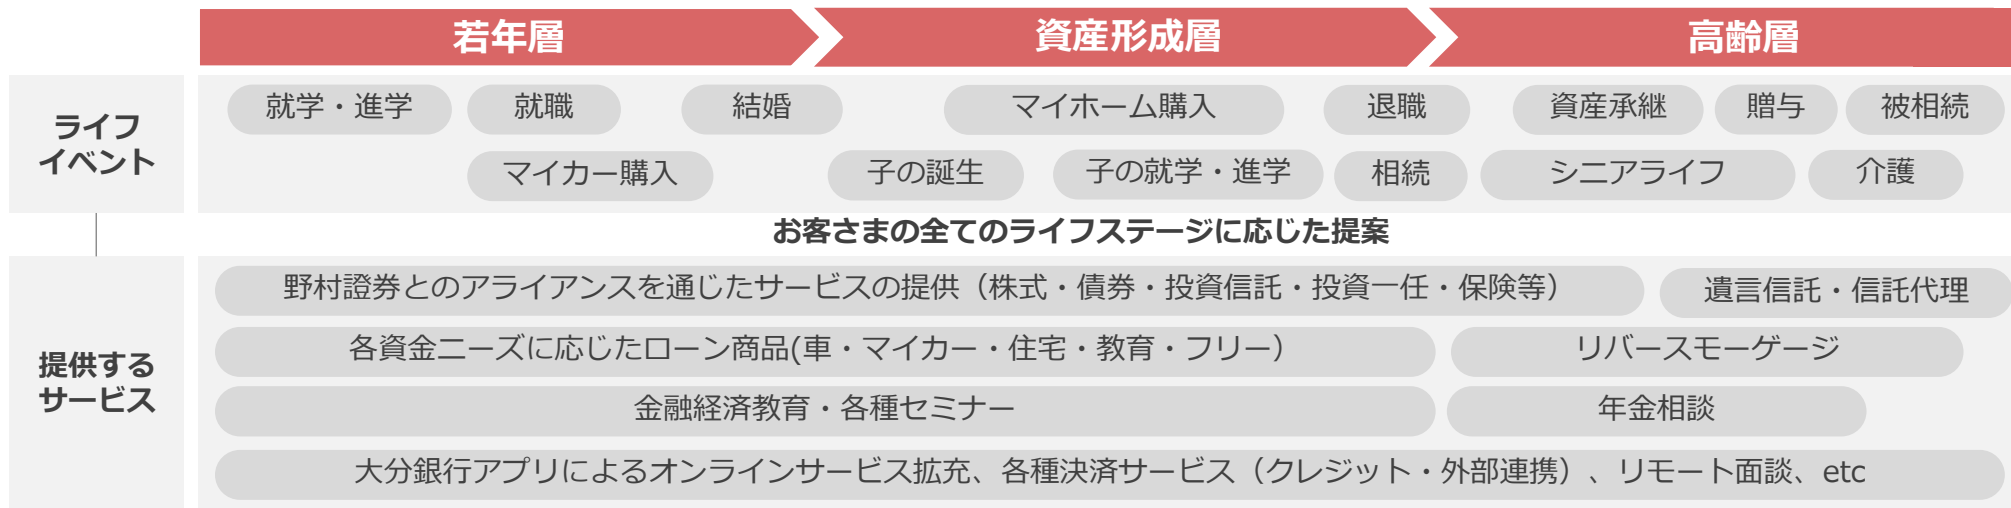 若年層
資産形成層
高齢層
ライフ
イベント
就学・進学
就職
結婚
マイホーム購入
退職
資産承継
贈与
被相続
マイカー購入
子の誕生
子の就学・進学
相続
シニアライフ
介護
お客さまの全てのライフステージに応じた提案
提供する
サービス
野村證券とのアライアンスを通じたサービスの提供（株式・債券・投資信託・投資一任・保険等）
遺言信託・信託代理
各資金ニーズに応じたローン商品(車・マイカー・住宅・教育・フリー）
リバースモーゲージ
金融経済教育・各種セミナー
年金相談
大分銀行アプリによるオンラインサービス拡充、各種決済サービス（クレジット・外部連携）、リモート面談、etc